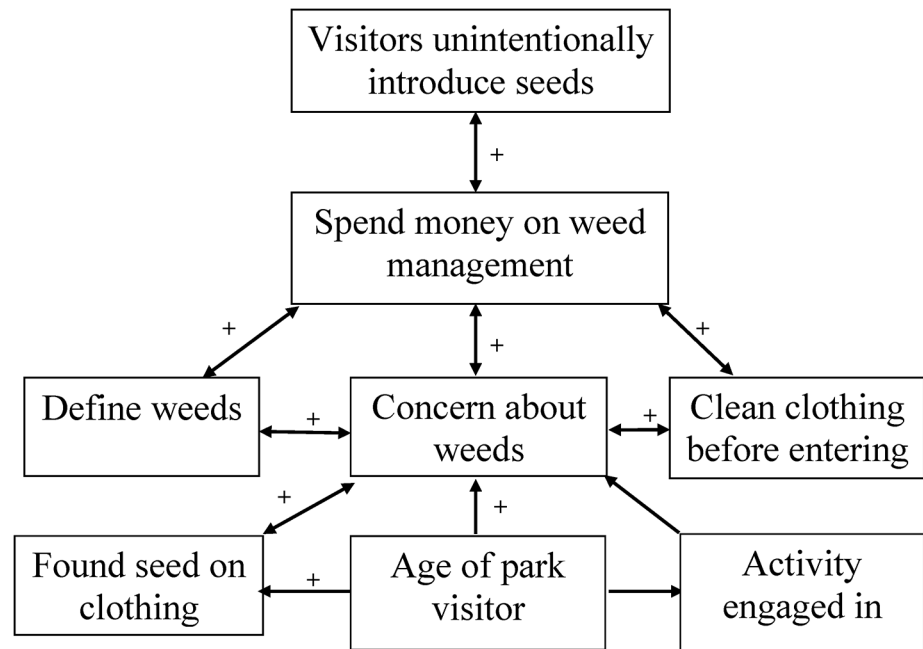 Visitors unintentionally
introduce seeds
+
Spend money on weed
management
+
+
+
Define weeds
+
Concern about
weeds
+
Clean clothing
before entering
+
+
Found seed on
clothing
+
Age of park
visitor
Activity
engaged in